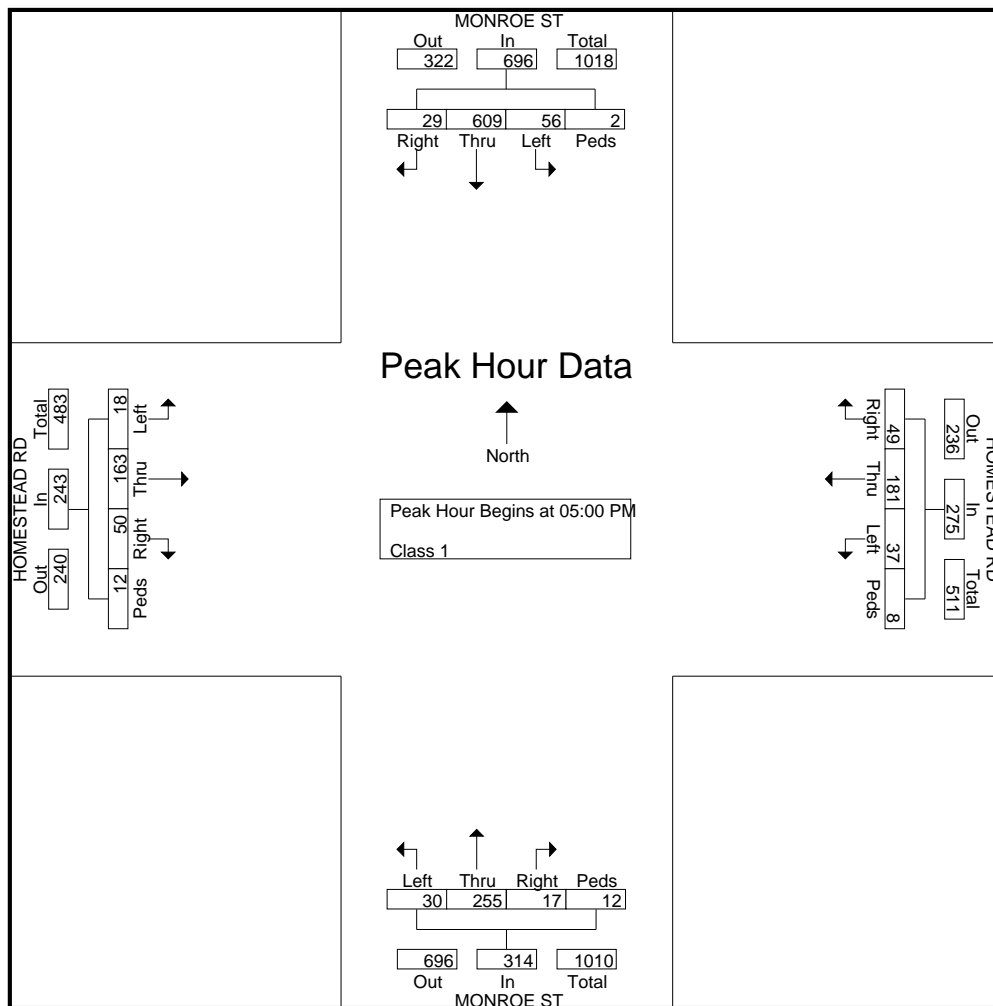 MONROE ST
Out In Total
322 696 1018
29 609 56 2
Right Thru Left Peds
Peak Hour Data
North
Peak Hour Begins at 05:00 PM
Class 1
HOMESTEAD RD
Total In Out
483 243 240
18 163 50 12
Left Thru Right Peds
Right Thru Left Peds
49 181 37 8
Out In Total
236 275 511
HOMESTEAD RD
Left Thru Right Peds
30 255 17 12
696 314 1010
Out In Total
MONROE ST